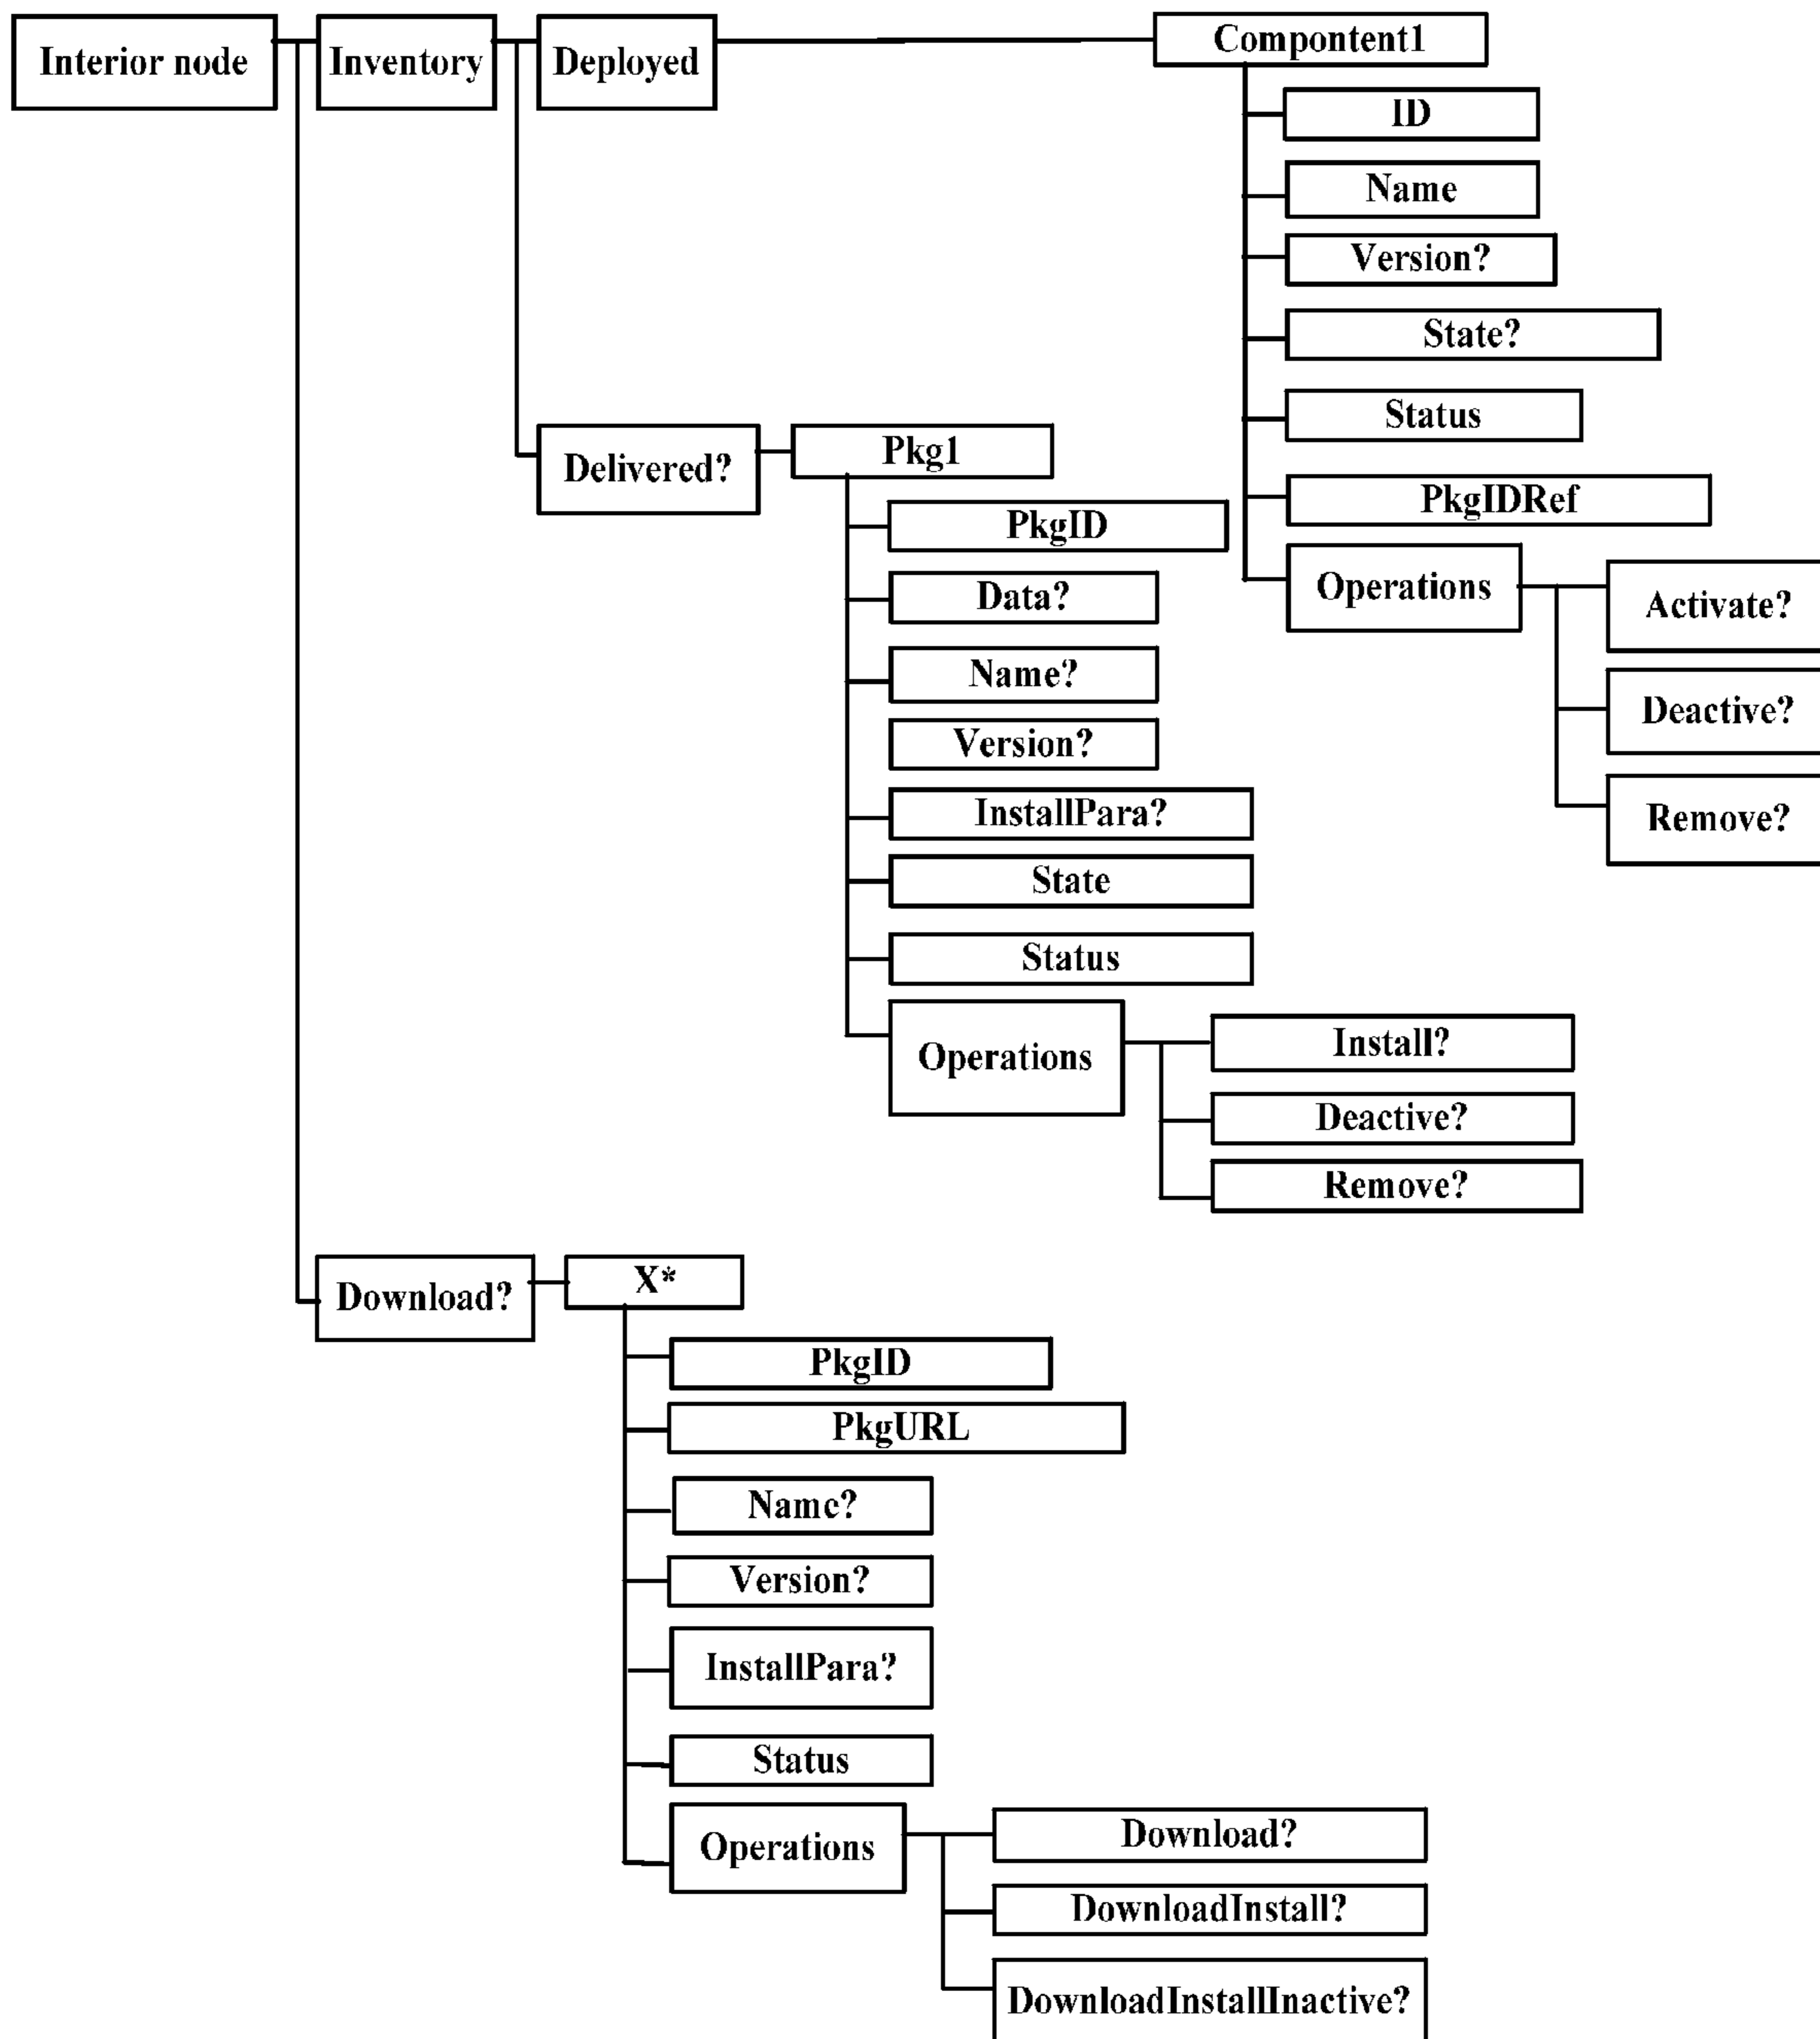 Interior node
Inventory
Deployed
Compontent1
ID
Name
Version?
State?
Status
PkgIDRef
Operations
Activate?
Deactive?
Remove?
Delivered?
Pkg1
PkgID
Data?
Name?
Version?
InstallPara?
State
Status
Operations
Install?
Deactive?
Remove?
Download?
X*
PkgID
PkgURL
Name?
Version?
InstallPara?
Status
Operations
Download?
DownloadInstall?
DownloadInstallInactive?